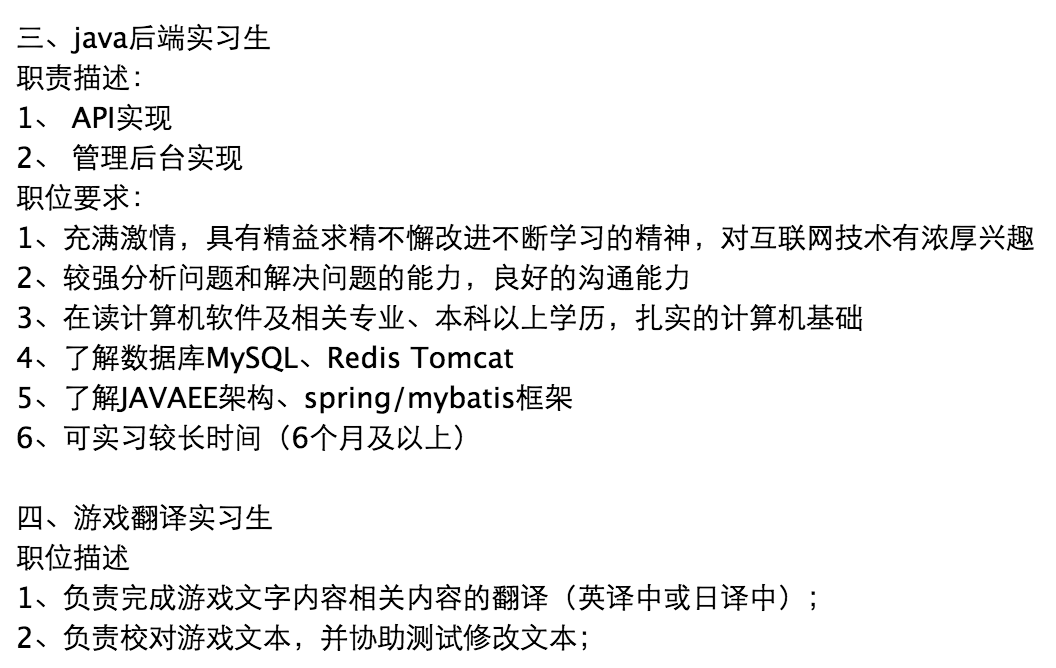 三、java后端实习生
职责描述：
1、 API实现
2、 管理后台实现
职位要求：
1、充满激情，具有精益求精不懈改进不断学习的精神，对互联网技术有浓厚兴趣
2、较强分析问题和解决问题的能力，良好的沟通能力
3、在读计算机软件及相关专业、本科以上学历，扎实的计算机基础
4、了解数据库MySQL、Redis Tomcat
5、了解JAVAEE架构、spring/mybatis框架
6、可实习较长时间（6个月及以上）
四、游戏翻译实习生
职位描述
1、负责完成游戏文字内容相关内容的翻译（英译中或日译中）；
2、负责校对游戏文本，并协助测试修改文本；